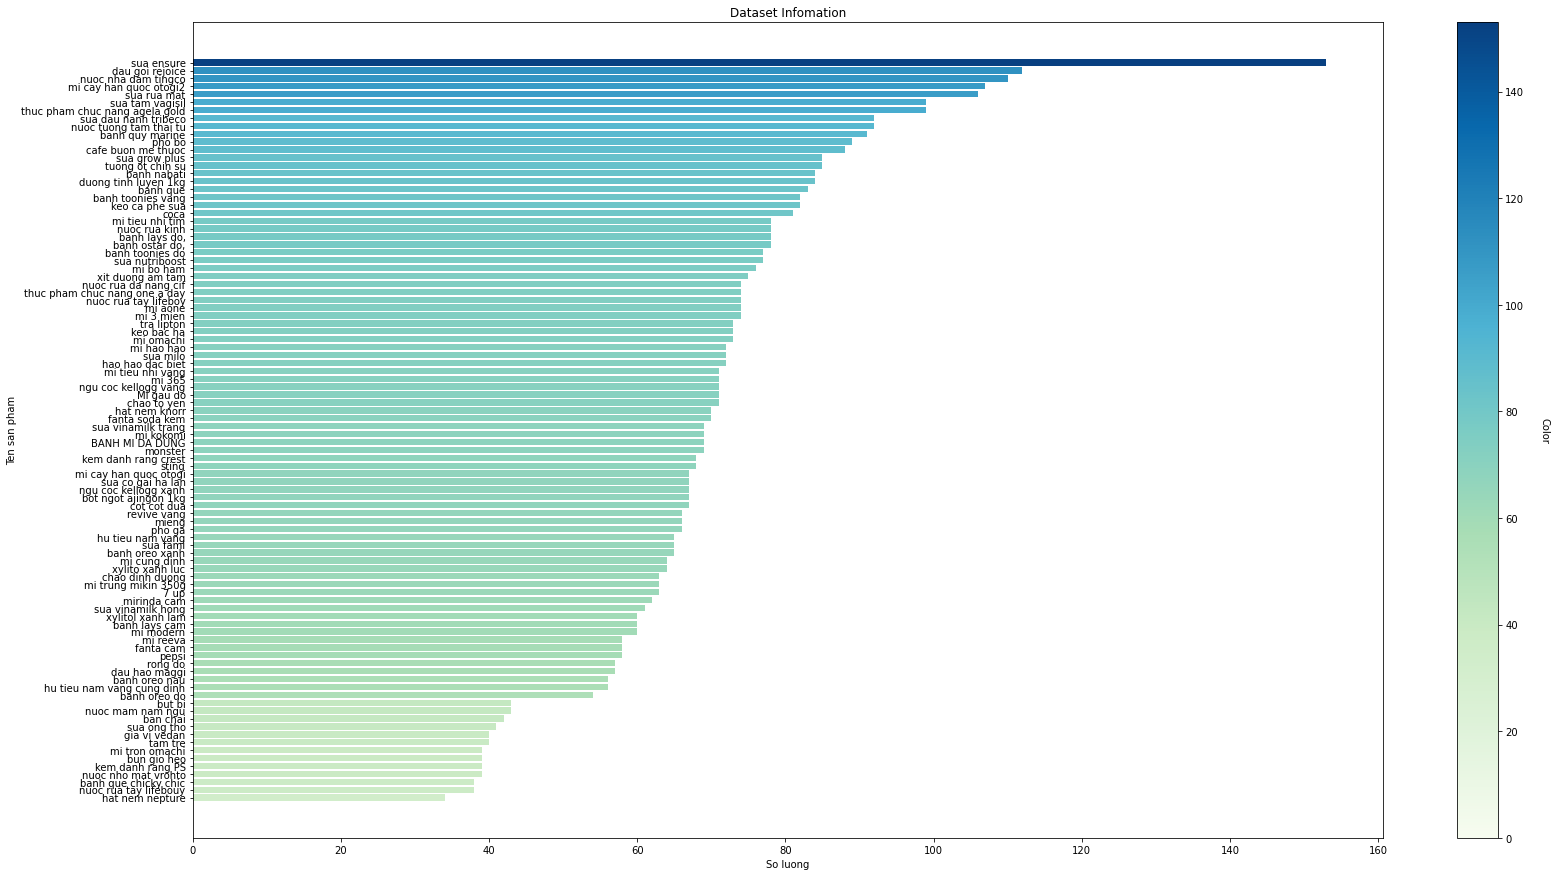 Dataset Infomation
sua ensure
dau goi rejoice
nuoc nha dam tingco
mi cay han quoc otogi2
sua rua mat
sua tam vagisil
thuc pham chuc nang agela gold
sua dau nanh tribeco
nuoc tuong tam thai tu
banh quy marine
pho bo
cafe buon me thuoc
sua grow plus
tuong ot chin su
banh nabati
duong tinh luyen 1kg
banh que
banh toonies vang
keo ca phe sua
coca
mi tieu nhi tim
nuoc rua kinh
banh lays do,
banh ostar do,
banh toonies do
sua nutriboost
mi bo ham
xit duong am tam
nuoc rua da nang cif
thuc pham chuc nang one a day
nuoc rua tay lifeboy
mi aone
mi 3 mien
tra lipton
keo bac ha
mi omachi
mi hao hao
sua milo
hao hao dac biet
mi tieu nhi vang
mi 365
ngu coc kellogg vang
Mi gau do
chao to yen
hat nem knorr
fanta soda kem
sua vinamilk trang
mi kokomi
BANH MI DA DUNG
monster
kem danh rang crest
sting
mi cay han quoc otogi
sua co gai ha lan
ngu coc kellogg xanh
bot ngot ajingon 1kg
cot cot dua
revive vang
mieng
pho ga
hu tieu nam vang
sua fami
banh oreo xanh
mi cung dinh
xylito xanh luc
chao dinh duong
mi trung mikin 350g
7 up
mirinda cam
sua vinamilk hong
xylitol xanh lam
banh lays cam
mi modern
mi reeva
fanta cam
pepsi
rong do
dau hao maggi
banh oreo nau
hu tieu nam vang cung dinh
banh oreo do
but bi
nuoc mam nam ngu
ban chai
sua ong tho
gia vi vedan
tam tre
mi tron omachi
bun gio heo
kem danh rang PS
nuoc nho mat vronto
banh que chicky chic
nuoc rua tay lifebouy
hat nem nepture
Ten san pham
0 20 40 60 80 100 120 140 160
So luong
140
120
100
80
60
40
20
0
Color